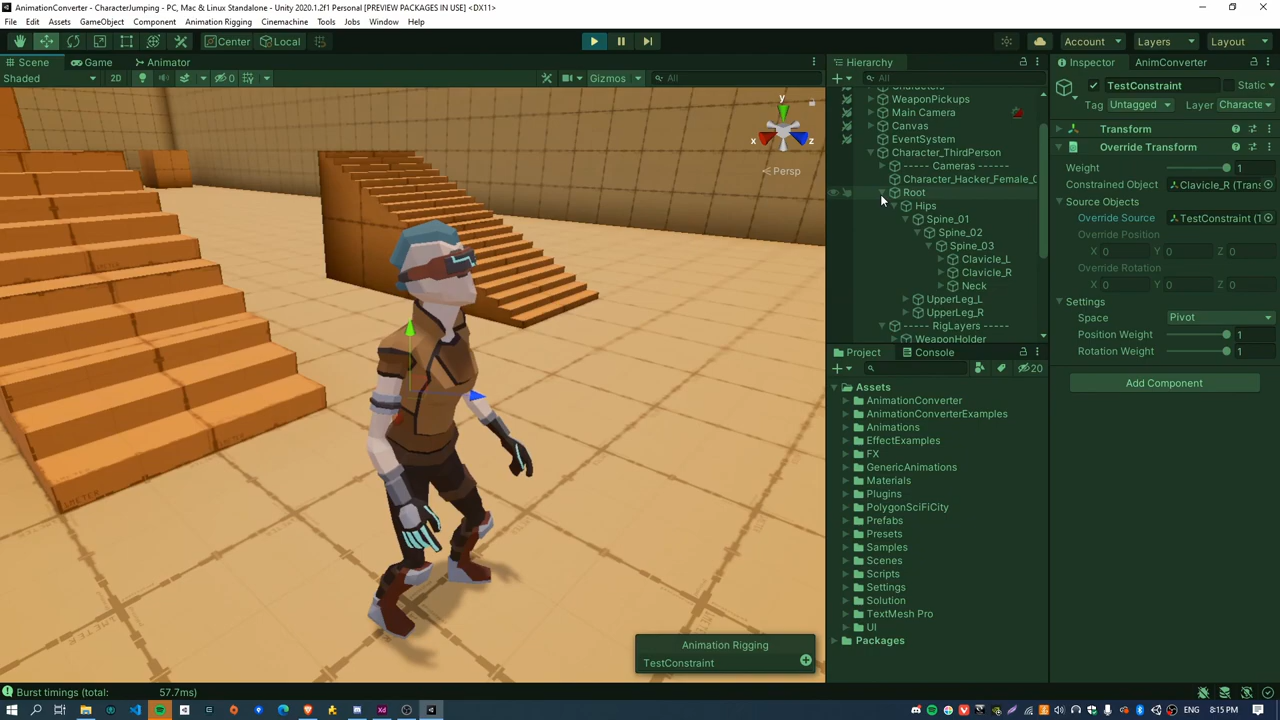 AnimationConverter - CharacterJumping - PC, Mac & Linux Standalone - Unity 2020.1.2f1 Personal [PREVIEW PACKAGES IN USE] <DX11>
File Edit Assets GameObject Component Animation Rigging Cinemachine Tools Jobs Window Help
Center Local Account Layers Layout
Scene Game Animator
Shaded 2D 0 Gizmos All
y
x
z
Persp
Animation Rigging
TestConstraint
Hierarchy
All
WeaponPickups
Main Camera
Canvas
EventSystem
Character_ThirdPerson
----- Cameras ------
Character_Hacker_Female_0
Root
Hips
Spine_01
Spine_02
Spine_03
Clavicle_L
Clavicle_R
Neck
UpperLeg_L
UpperLeg_R
----- RigLayers -----
WeaponHolder
Project Console
20
Assets
AnimationConverter
AnimationConverterExamples
Animations
EffectExamples
FX
GenericAnimations
Materials
Plugins
PolygonSciFiCity
Prefabs
Presets
Samples
Scenes
Scripts
Settings
Solution
TextMesh Pro
UI
Packages
Inspector AnimConverter
TestConstraint Static
Tag Untagged Layer Characte
Transform
Override Transform
Weight 1
Constrained Object Clavicle_R (Tran
Source Objects
Override Source TestConstraint (T
Override Position
X 0 Y 0 Z 0
Override Rotation
X 0 Y 0 Z 0
Settings
Space Pivot
Position Weight 1
Rotation Weight 1
Add Component
Burst timings (total: 57.7ms)
8:15 PM